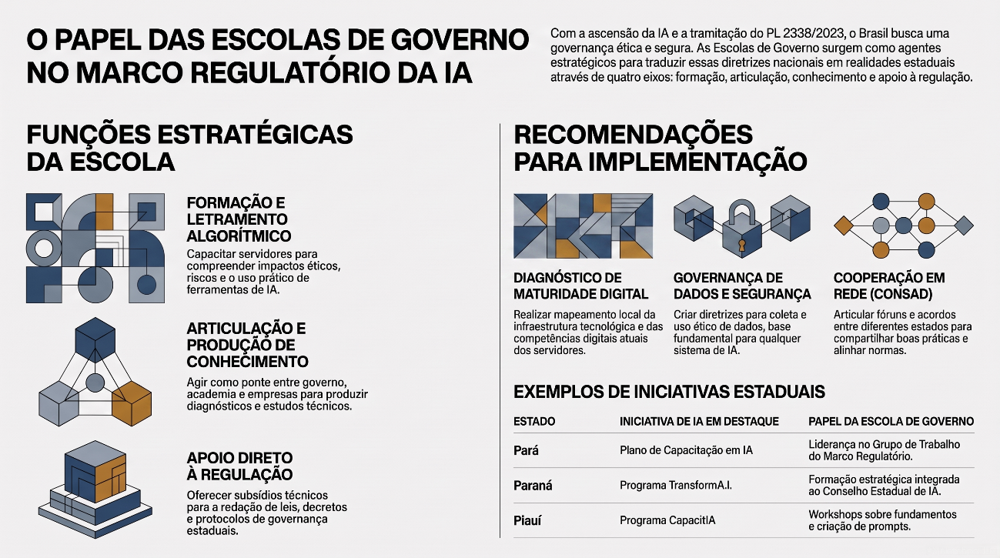 O PAPEL DAS ESCOLAS DE GOVERNO
NO MARCO REGULATÓRIO DA IA
Com a ascensão da IA e a tramitação do PL 2338/2023, o Brasil busca uma
governança ética e segura. As Escolas de Governo surgem como agentes
estratégicos para traduzir essas diretrizes nacionais em realidades estaduais
através de quatro eixos: formação, articulação, conhecimento e apoio à regulação.
FUNÇÕES ESTRATÉGICAS
DA ESCOLA
FORMAÇÃO E
LETRAMENTO
ALGORÍTMICO
Capacitar servidores para
compreender impactos éticos,
riscos e o uso prático de
ferramentas de IA.
ARTICULAÇÃO E
PRODUÇÃO DE
CONHECIMENTO
Agir como ponte entre governo,
academia e empresas para produzir
diagnósticos e estudos técnicos.
APOIO DIRETO
À REGULAÇÃO
Oferecer subsídios técnicos
para a redação de leis, decretos
e protocolos de governança
estaduais.
RECOMENDAÇÕES
PARA IMPLEMENTAÇÃO
DIAGNÓSTICO DE
MATURIDADE DIGITAL
Realizar mapeamento local da
infraestrutura tecnológica e das
competências digitais atuais
dos servidores.
GOVERNANÇA DE
DADOS E SEGURANÇA
Criar diretrizes para coleta e
uso ético de dados, base
fundamental para qualquer
sistema de IA.
COOPERAÇÃO EM
REDE (CONSAD)
Articular fóruns e acordos
entre diferentes estados para
compartilhar boas práticas e
alinhar normas.
EXEMPLOS DE INICIATIVAS ESTADUAIS
ESTADO INICIATIVA DE IA EM DESTAQUE PAPEL DA ESCOLA DE GOVERNO
Pará Plano de Capacitação em IA Liderança no Grupo de Trabalho
do Marco Regulatório.
Paraná Programa TransformA.I. Formação estratégica integrada
ao Conselho Estadual de IA.
Piauí Programa CapacitIA Workshops sobre fundamentos
e criação de prompts.